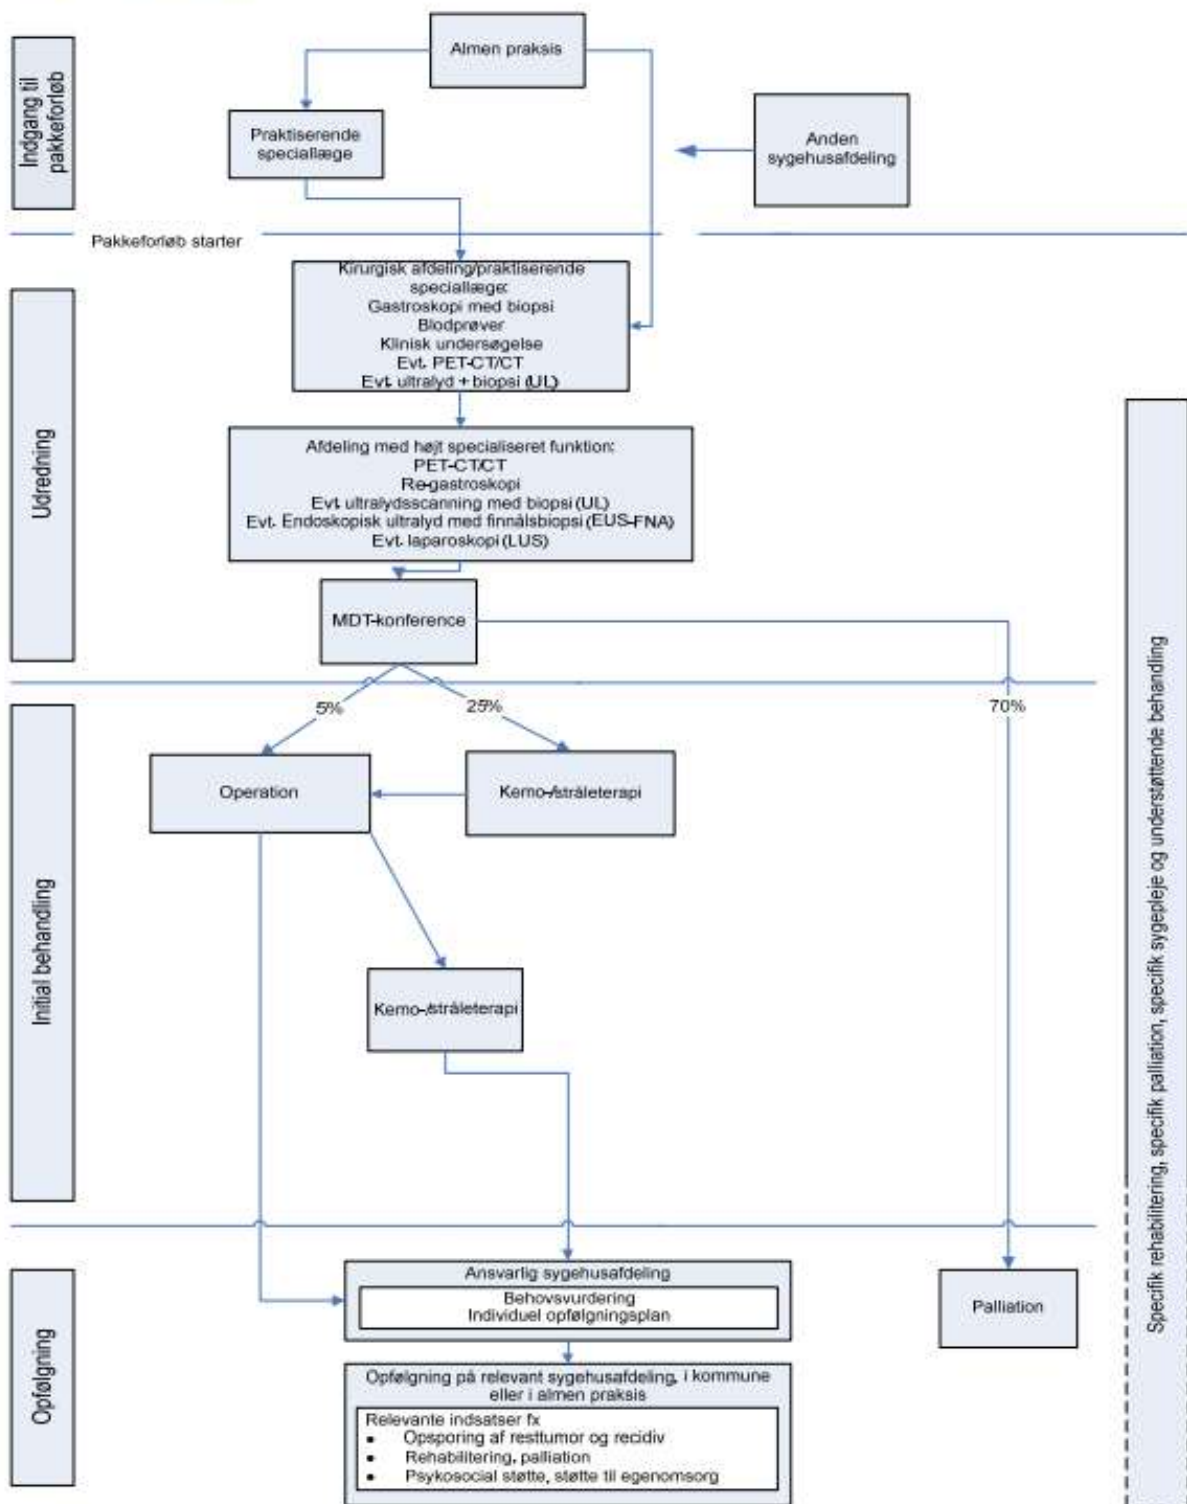 Almen praksis
Indgang til
pakkeforløb
Praktiserende
speciallæge
Anden
sygehusafdeling
Pakkeforløb starter
Kirurgisk afdeling/praktiserende
speciallæge:
Gastroskopi med biopsi
Blodprøver
Klinisk undersøgelse
Evt. PET-CT/CT
Evt. ultralyd + biopsi (UL)
Udredning
Afdeling med højt specialiseret funktion:
PET-CT/CT
Re-gastroskopi
Evt. ultralydsscanning med biopsi (UL)
Evt. Endoskopisk ultralyd med finnålsbiopsi (EUS-FNA)
Evt. laparoskopi (LUS)
MDT-konference
5%
25%
70%
Operation
Kemo-/stråleterapi
Initial behandling
Kemo-/stråleterapi
Specifik rehabilitering, specifik palliation, specifik sygepleje og understøttende behandling
Opfølgning
Ansvarlig sygehusafdeling
Behovsvurdering
Individuel opfølgningsplan
Palliation
Opfølgning på relevant sygehusafdeling, i kommune
eller i almen praksis
Relevante indsatser fx
• Opsporing af resttumor og recidiv
• Rehabilitering, palliation
• Psykosocial støtte, støtte til egenomsorg